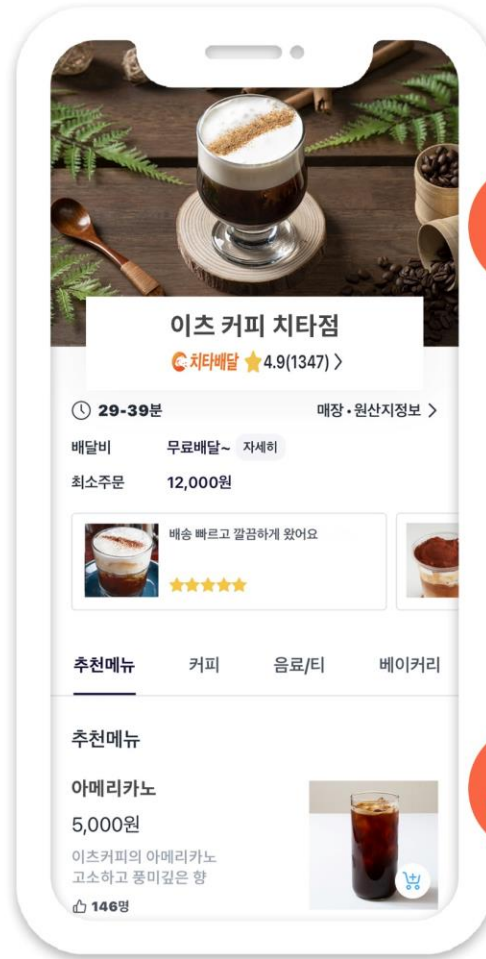 이츠 커피 치타점
치타배달 4.9(1347) 〉
29-39분 매장 • 원산지정보 〉
배달비 무료배달~ 자세히
최소주문 12,000원
배달 빠르고 깔끔하게 왔어요
추천메뉴 커피 음료/티 베이커리
추천메뉴
아메리카노
5,000원
이츠커피의 아메리카노
고소하고 풍미깊은 향
146명